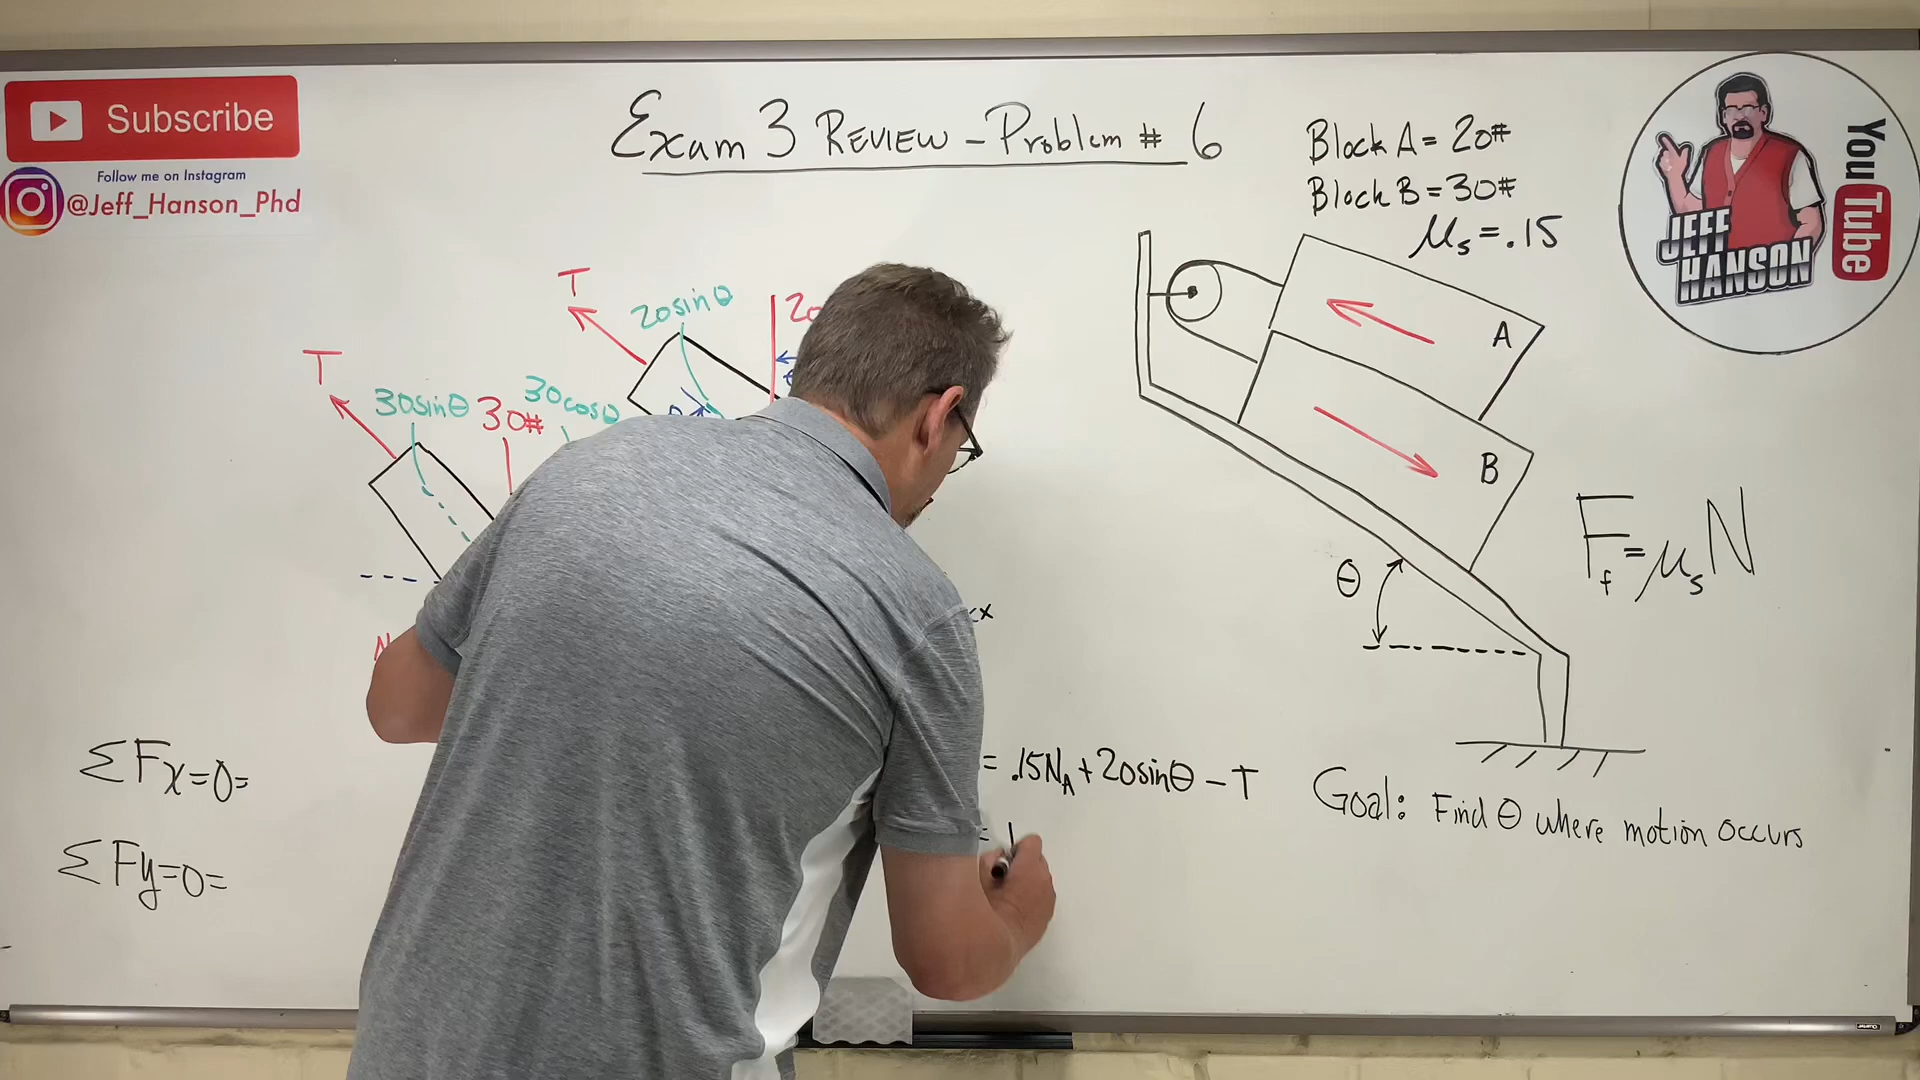 Subscribe
Follow me on Instagram
@Jeff_Hanson_Phd
Exam 3 REVIEW - Problem # 6
Block A = 20#
Block B = 30#
μs = .15
YouTube
JEFF
HANSON
T
20sinθ
T
30sinθ
30#
30cosθ
A
B
θ
Ff = μsN
ΣFx=0=
= .15NA + 20sinθ - T
ΣFy=0=
=
Goal: Find θ where motion occurs